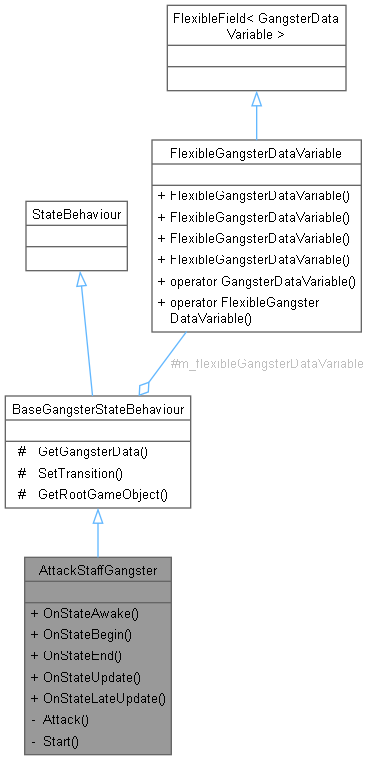 FlexibleField< GangsterData
Variable >
FlexibleGangsterDataVariable
+ FlexibleGangsterDataVariable()
+ FlexibleGangsterDataVariable()
+ FlexibleGangsterDataVariable()
+ FlexibleGangsterDataVariable()
+ operator GangsterDataVariable()
+ operator FlexibleGangster
DataVariable()
StateBehaviour
#m_flexibleGangsterDataVariable
BaseGangsterStateBehaviour
# GetGangsterData()
# SetTransition()
# GetRootGameObject()
AttackStaffGangster
+ OnStateAwake()
+ OnStateBegin()
+ OnStateEnd()
+ OnStateUpdate()
+ OnStateLateUpdate()
- Attack()
- Start()